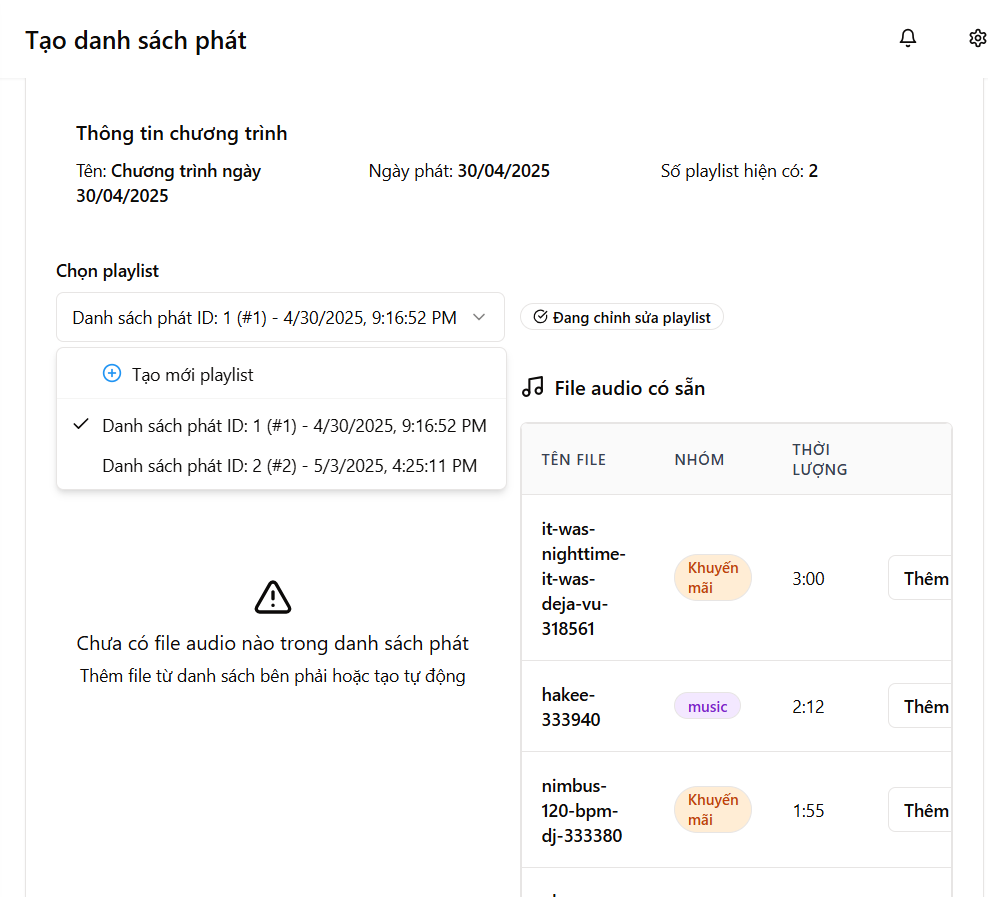 Tạo danh sách phát
Thông tin chương trình
Tên: Chương trình ngày
30/04/2025
Ngày phát: 30/04/2025
Số playlist hiện có: 2
Chọn playlist
Danh sách phát ID: 1 (#1) - 4/30/2025, 9:16:52 PM
Đang chỉnh sửa playlist
Tạo mới playlist
Danh sách phát ID: 1 (#1) - 4/30/2025, 9:16:52 PM
Danh sách phát ID: 2 (#2) - 5/3/2025, 4:25:11 PM
Chưa có file audio nào trong danh sách phát
Thêm file từ danh sách bên phải hoặc tạo tự động
File audio có sẵn
TÊN FILE
NHÓM
THỜI
LƯỢNG
it-was-
nighttime-
it-was-
deja-vu-
318561
Khuyến
mãi
3:00
Thêm
hakee-
333940
music
2:12
Thêm
nimbus-
120-bpm-
dj-333380
Khuyến
mãi
1:55
Thêm